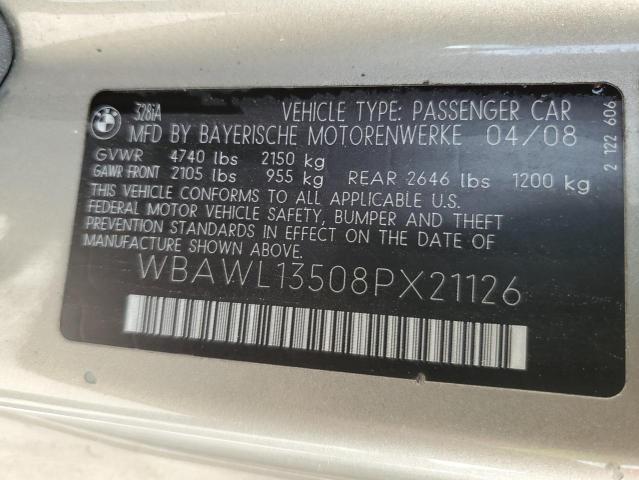 328iA VEHICLE TYPE: PASSENGER CAR
MFD BY BAYERISCHE MOTORENWERKE 04/08
GVWR 4740 lbs 2150 kg
GAWR FRONT 2105 lbs 955 kg REAR 2646 lbs 1200 kg
THIS VEHICLE CONFORMS TO ALL APPLICABLE U.S.
FEDERAL MOTOR VEHICLE SAFETY, BUMPER AND THEFT
PREVENTION STANDARDS IN EFFECT ON THE DATE OF
MANUFACTURE SHOWN ABOVE.
WBAWL13508PX21126
2 122 606